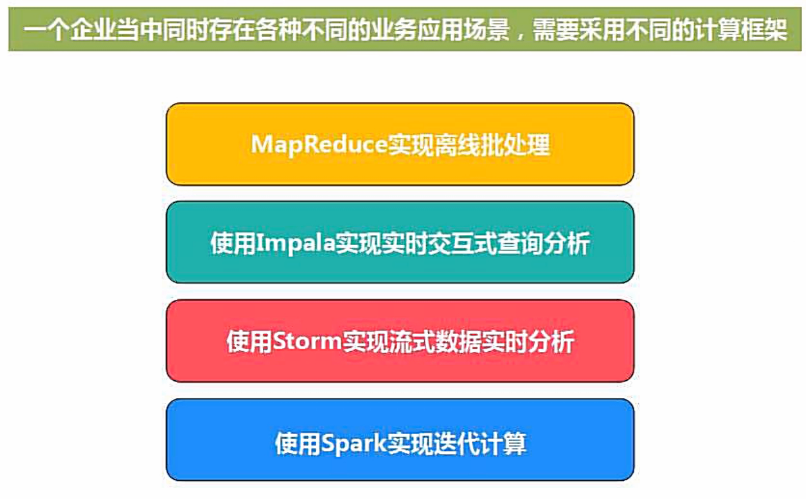 一个企业当中同时存在各种不同的业务应用场景，需要采用不同的计算框架
MapReduce实现离线批处理
使用Impala实现实时交互式查询分析
使用Storm实现流式数据实时分析
使用Spark实现迭代计算